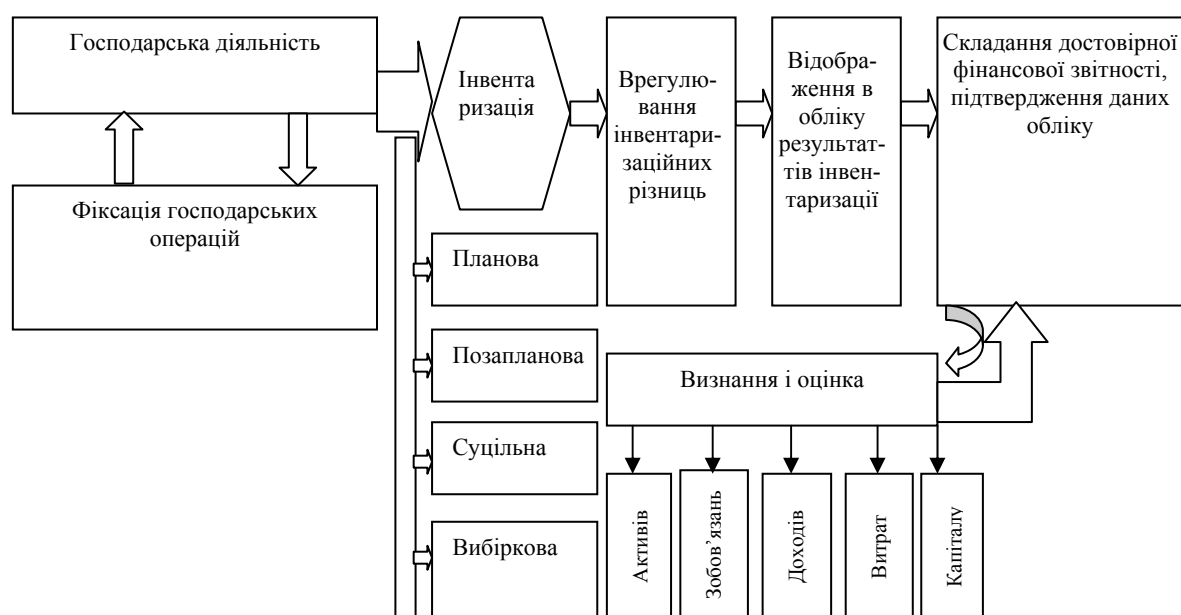 Господарська діяльність
Фіксація господарських
операцій
Інвента
ризація
Врегулю-
вання
інвентари-
заційних
різниць
Відобра-
ження в
обліку
результат-
тів інвен-
таризації
Складання достовірної
фінансової звітності,
підтвердження даних
обліку
Планова
Позапланова
Суцільна
Вибіркова
Визнання і оцінка
Активів
Зобов’язань
Доходів
Витрат
Капіталу